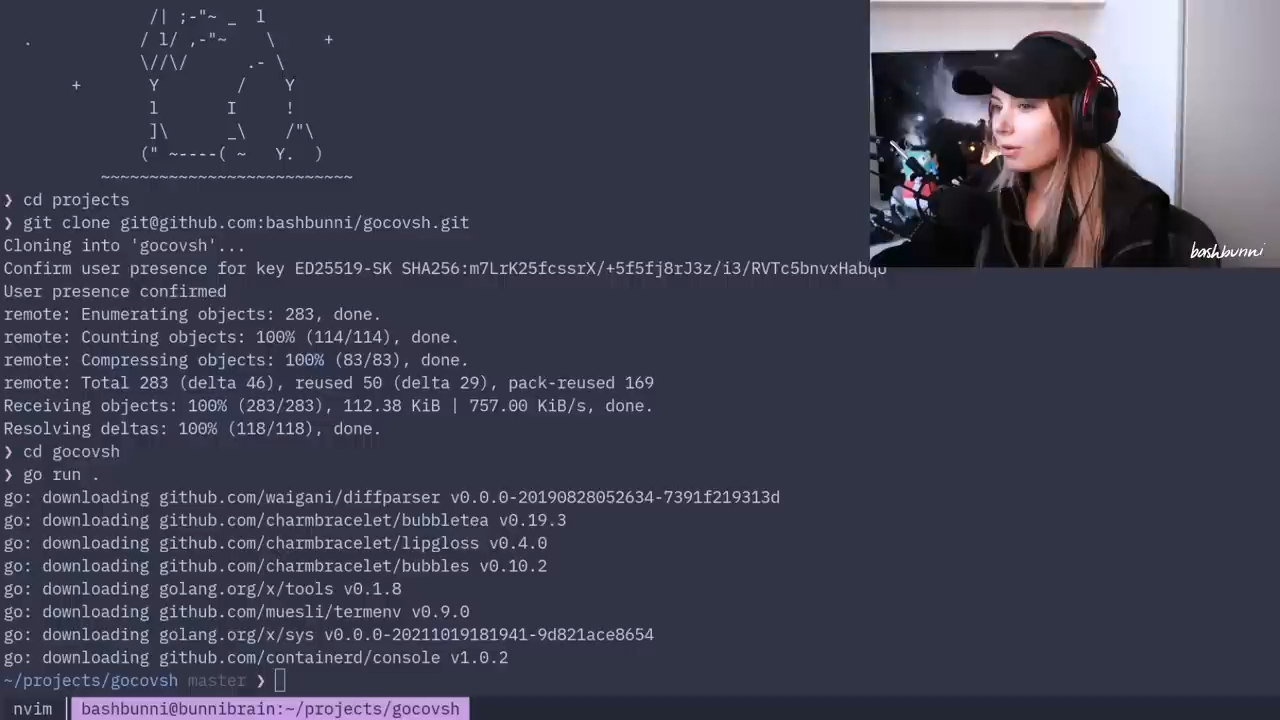 ❯ cd projects
❯ git clone git@github.com:bashbunni/gocovsh.git
Cloning into 'gocovsh'...
Confirm user presence for key ED25519-SK SHA256:m7LrK25fcssrX/+5f5fj8rJ3z/i3/RVTc5bnvxHabqU
User presence confirmed
remote: Enumerating objects: 283, done.
remote: Counting objects: 100% (114/114), done.
remote: Compressing objects: 100% (83/83), done.
remote: Total 283 (delta 46), reused 50 (delta 29), pack-reused 169
Receiving objects: 100% (283/283), 112.38 KiB | 757.00 KiB/s, done.
Resolving deltas: 100% (118/118), done.
❯ cd gocovsh
❯ go run .
go: downloading github.com/waigani/diffparser v0.0.0-20190828052634-7391f219313d
go: downloading github.com/charmbracelet/bubbletea v0.19.3
go: downloading github.com/charmbracelet/lipgloss v0.4.0
go: downloading github.com/charmbracelet/bubbles v0.10.2
go: downloading golang.org/x/tools v0.1.8
go: downloading github.com/muesli/termenv v0.9.0
go: downloading golang.org/x/sys v0.0.0-20211019181941-9d821ace8654
go: downloading github.com/containerd/console v1.0.2
~/projects/gocovsh master ❯
nvim | bashbunni@bunnibrain:~/projects/gocovsh
bashbunni